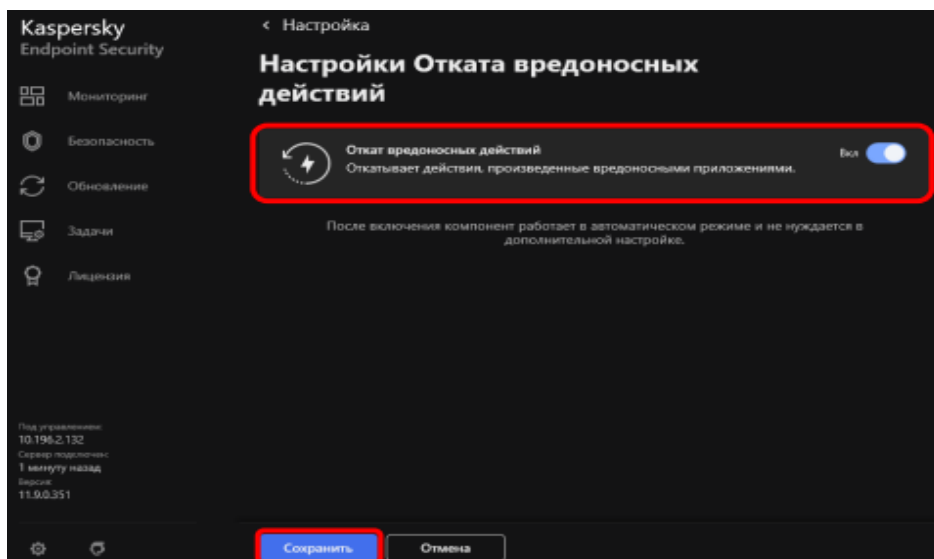 Kaspersky
Endpoint Security
Мониторинг
Безопасность
Обновление
Задачи
Лицензия
Под управлением:
10.196.2.132
Сервер подключен:
1 минуту назад
Версия:
11.9.0.351
< Настройка
Настройки Отката вредоносных
действий
Откат вредоносных действий
Откатывает действия, произведенные вредоносными приложениями.
Вкл
После включения компонент работает в автоматическом режиме и не нуждается в
дополнительной настройке.
Сохранить
Отмена